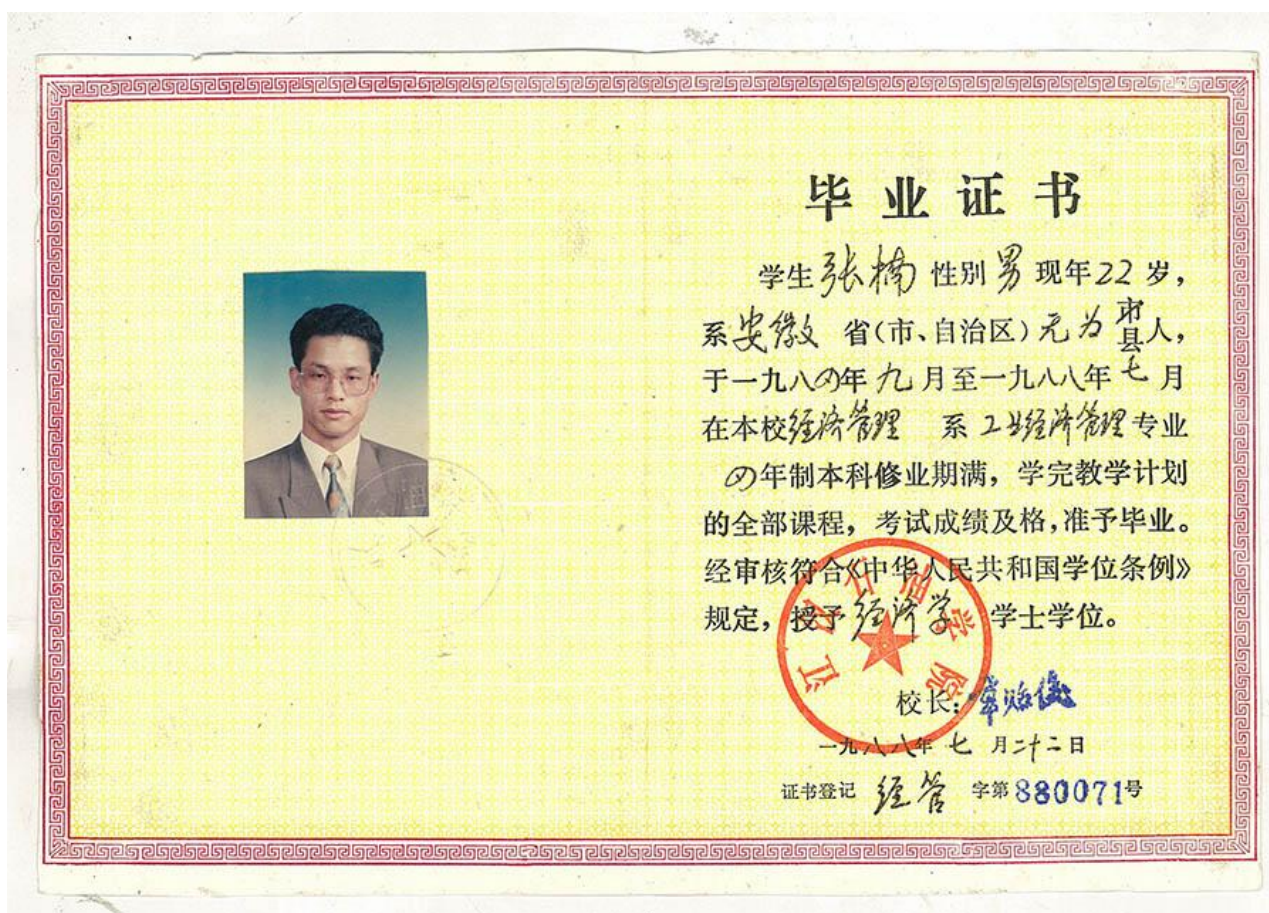 毕业证书
学生张楠 性别男 现年22岁，
系安徽 省(市、自治区)无为市县人，
于一九八四年九月至一九八八年七月
在本校经济管理 系工业经济管理专业
四年制本科修业期满，学完教学计划
的全部课程，考试成绩及格，准予毕业。
经审核符合《中华人民共和国学位条例》
规定，授予经济学 学士学位。
江汉石油学院
校长：
一九八八年七月二十二日
证书登记 经管 字第880071号